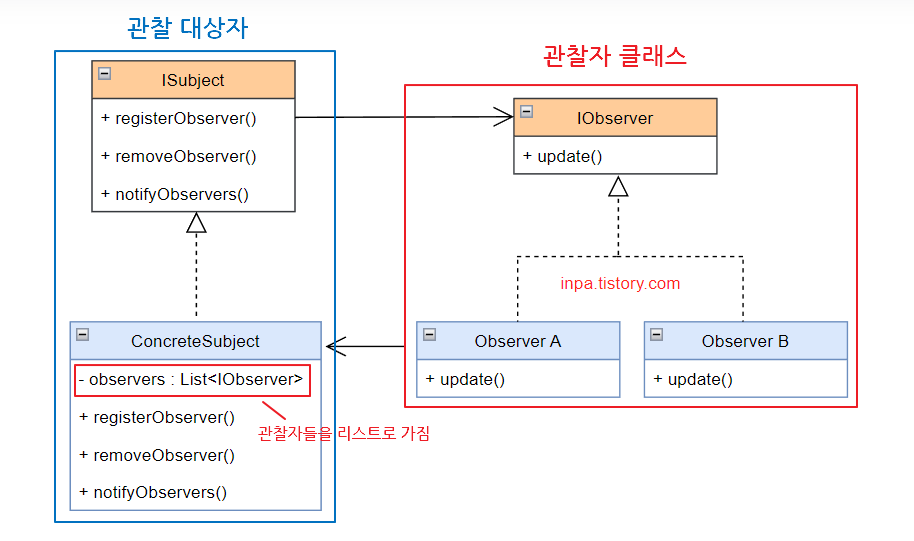 관찰 대상자
ISubject
+ registerObserver()
+ removeObserver()
+ notifyObservers()
ConcreteSubject
- observers : List<IObserver>
+ registerObserver()
+ removeObserver()
+ notifyObservers()
관찰자들을 리스트로 가짐
관찰자 클래스
IObserver
+ update()
inpa.tistory.com
Observer A
+ update()
Observer B
+ update()